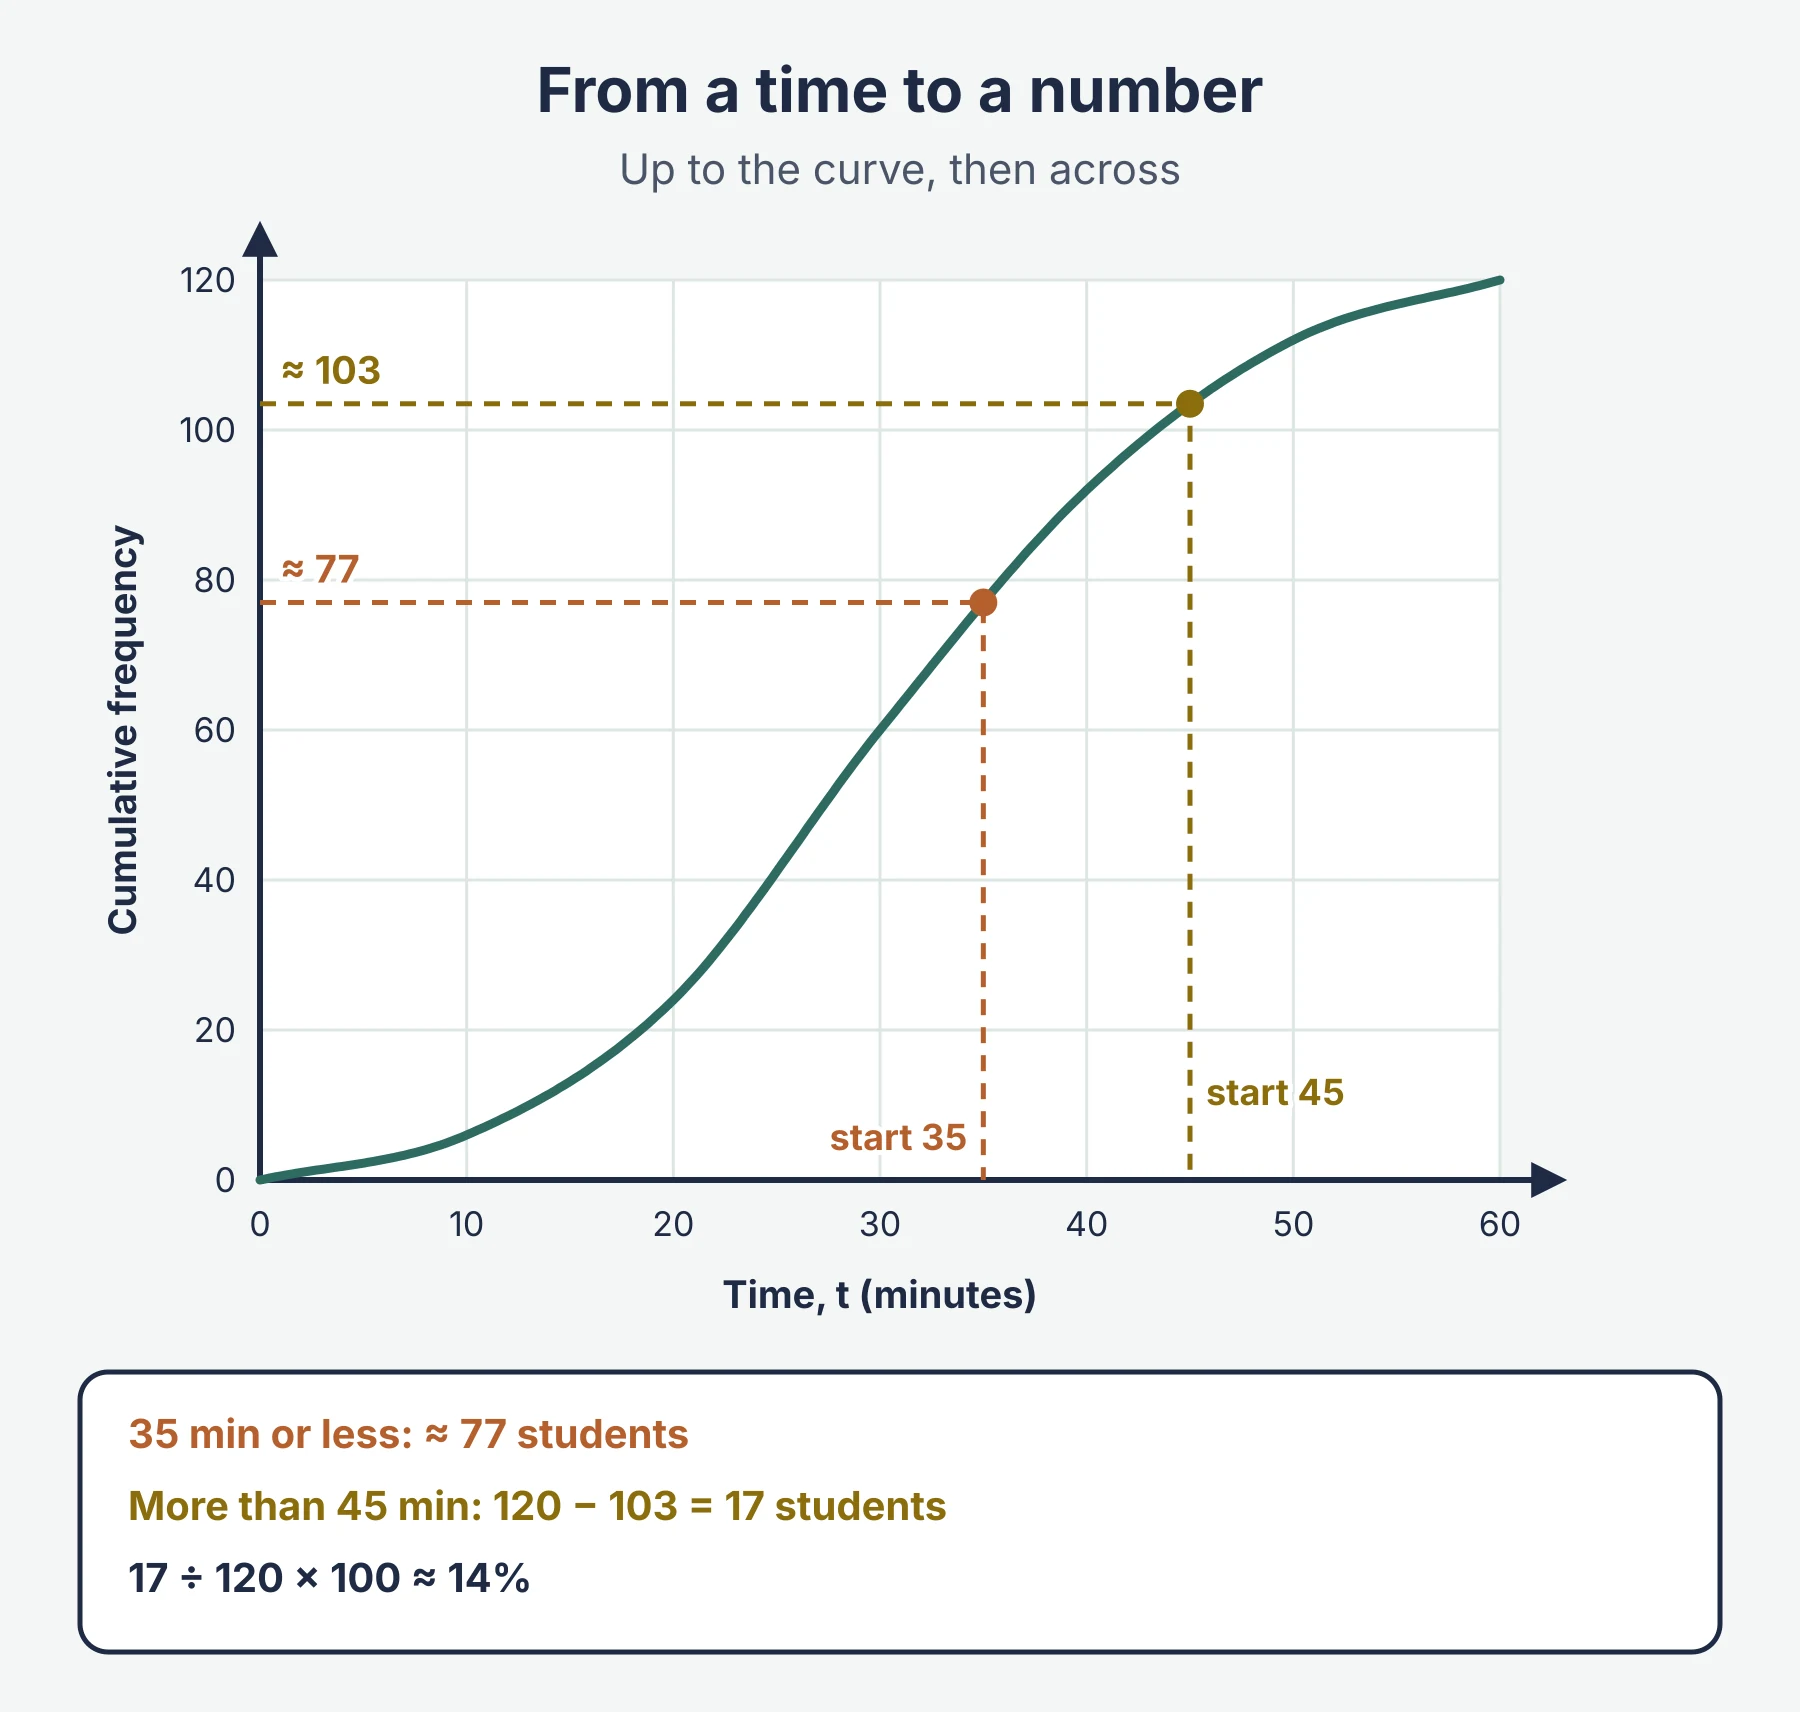 From a time to a number
Up to the curve, then across
120
≈ 103
100
≈ 77
80
60
40
20
0
Cumulative frequency
start 45
start 35
0 10 20 30 40 50 60
Time, t (minutes)
35 min or less: ≈ 77 students
More than 45 min: 120 − 103 = 17 students
17 ÷ 120 × 100 ≈ 14%